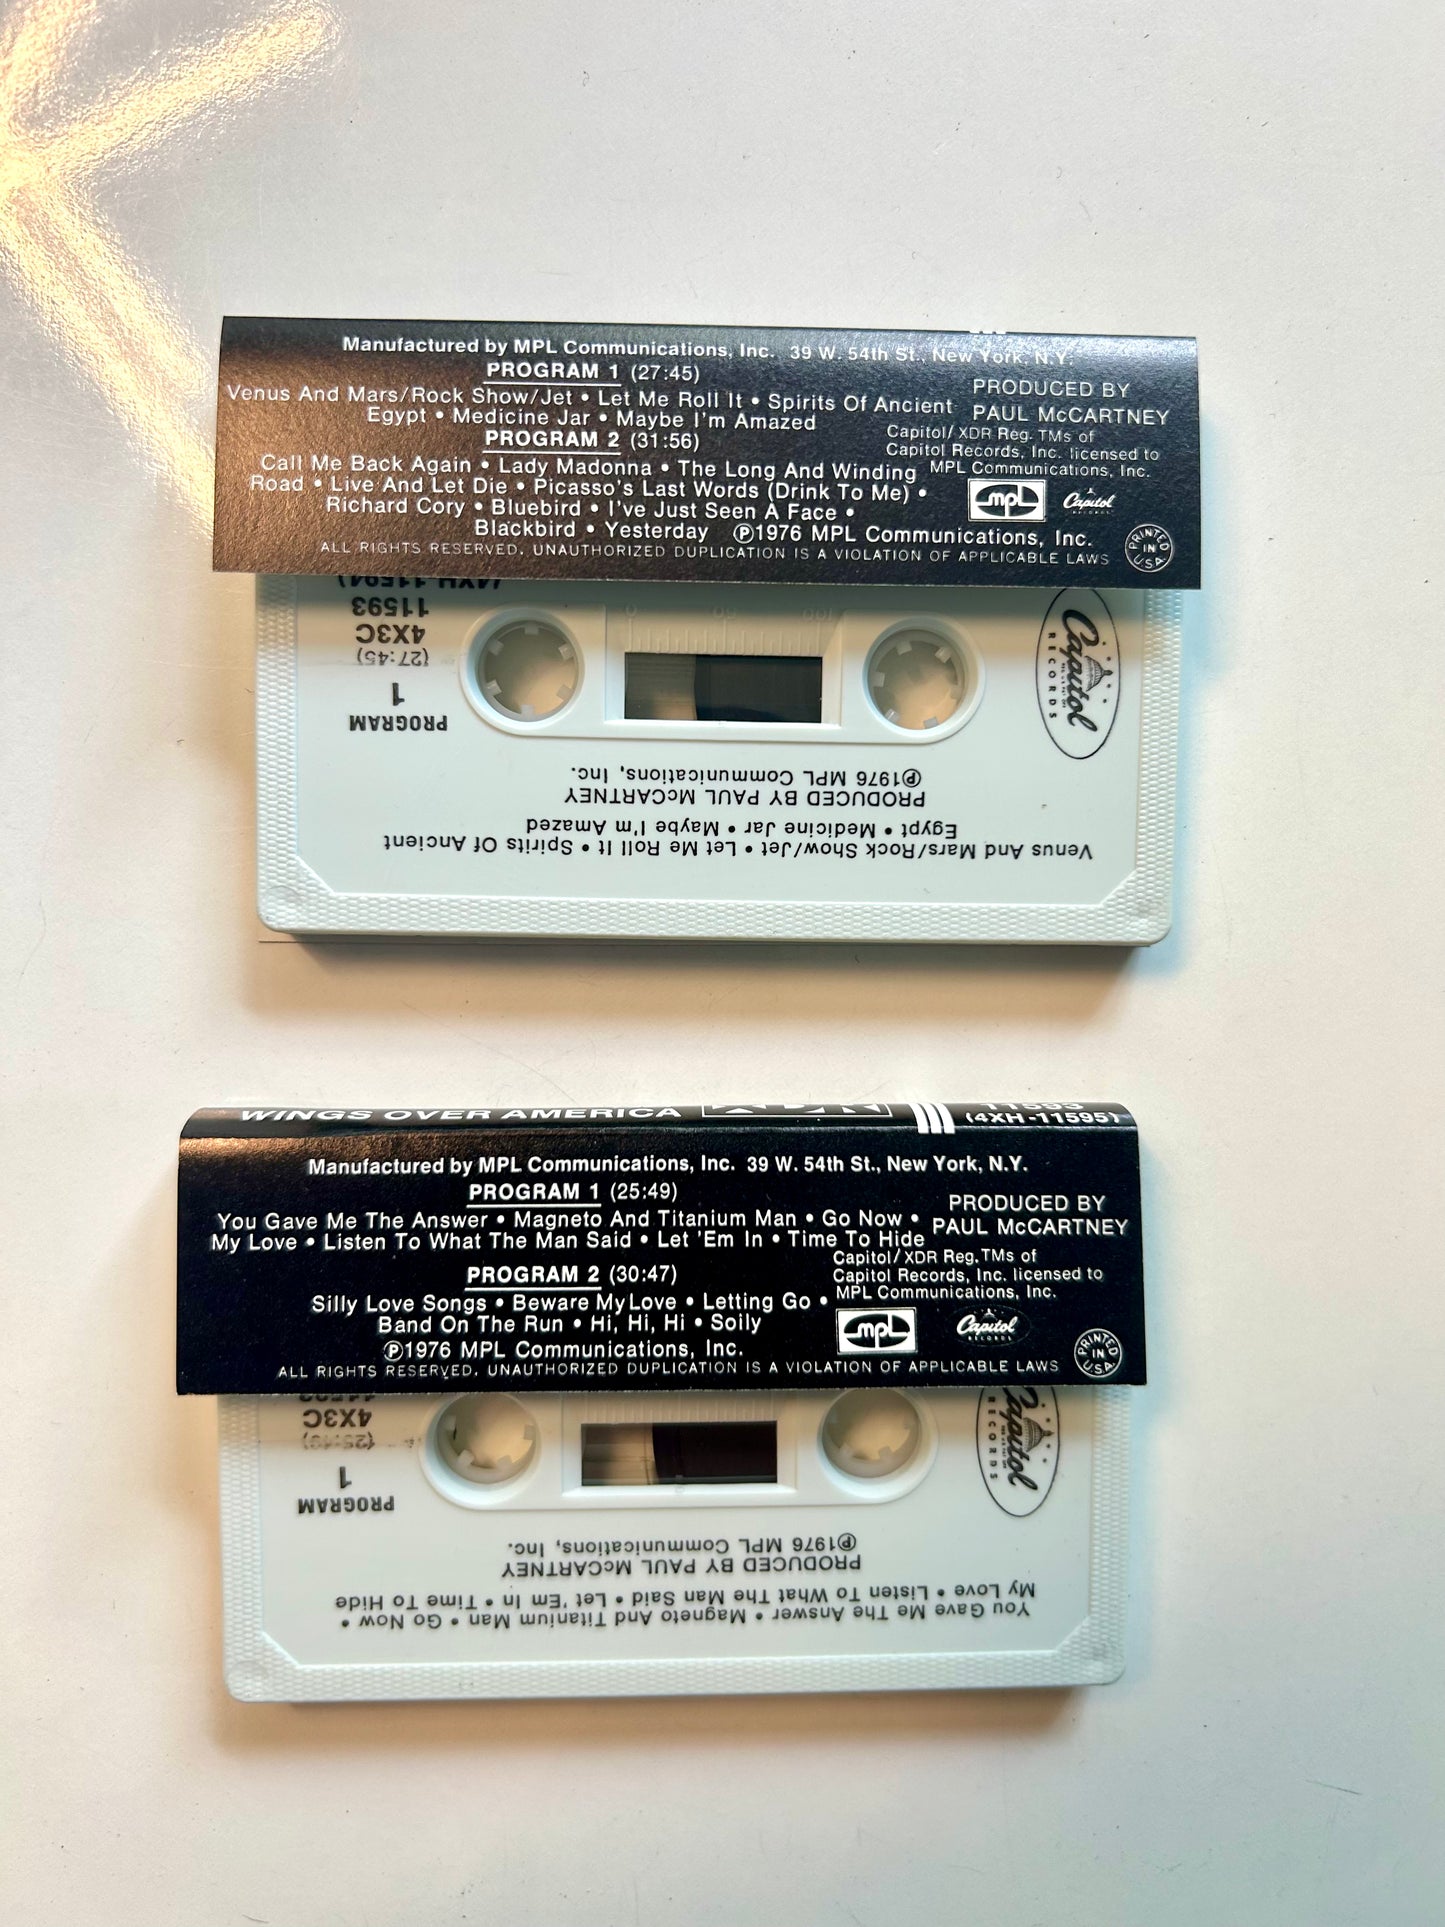 Manufactured by MPL Communications, Inc. 39 W. 54th St., New York, N.Y.
PROGRAM 1 (27:45)
Venus And Mars/Rock Show/Jet • Let Me Roll It • Spirits Of Ancient
Egypt • Medicine Jar • Maybe I'm Amazed
PROGRAM 2 (31:56)
Call Me Back Again • Lady Madonna • The Long And Winding
Road • Live And Let Die • Picasso's Last Words (Drink To Me) •
Richard Cory • Bluebird • I've Just Seen A Face •
Blackbird • Yesterday ℗1976 MPL Communications, Inc.
ALL RIGHTS RESERVED. UNAUTHORIZED DUPLICATION IS A VIOLATION OF APPLICABLE LAWS
PRODUCED BY
PAUL McCARTNEY
Capitol/XDR Reg. TMs of
Capitol Records, Inc. licensed to
MPL Communications, Inc.
mpl
Capitol
RECORDS
PRINTED
IN
U.S.A.
Venus And Mars/Rock Show/Jet • Let Me Roll It • Spirits Of Ancient
Egypt • Medicine Jar • Maybe I'm Amazed
PRODUCED BY PAUL McCARTNEY
℗1976 MPL Communications, Inc.
PROGRAM
1
(27:45)
4X3C
11593
(4XH-11594)
0 50 100
Capitol
RECORDS
WINGS OVER AMERICA
11593
(4XH-11595)
Manufactured by MPL Communications, Inc. 39 W. 54th St., New York, N.Y.
PROGRAM 1 (25:49)
You Gave Me The Answer • Magneto And Titanium Man • Go Now •
My Love • Listen To What The Man Said • Let 'Em In • Time To Hide
PROGRAM 2 (30:47)
Silly Love Songs • Beware My Love • Letting Go •
Band On The Run • Hi, Hi, Hi • Soily
℗1976 MPL Communications, Inc.
ALL RIGHTS RESERVED. UNAUTHORIZED DUPLICATION IS A VIOLATION OF APPLICABLE LAWS
PRODUCED BY
PAUL McCARTNEY
Capitol/XDR Reg. TMs of
Capitol Records, Inc. licensed to
MPL Communications, Inc.
mpl
Capitol
RECORDS
PRINTED
IN
U.S.A.
You Gave Me The Answer • Magneto And Titanium Man • Go Now •
My Love • Listen To What The Man Said • Let 'Em In • Time To Hide
PRODUCED BY PAUL McCARTNEY
℗1976 MPL Communications, Inc.
PROGRAM
1
(25:49)
4X3C
11593
Capitol
RECORDS